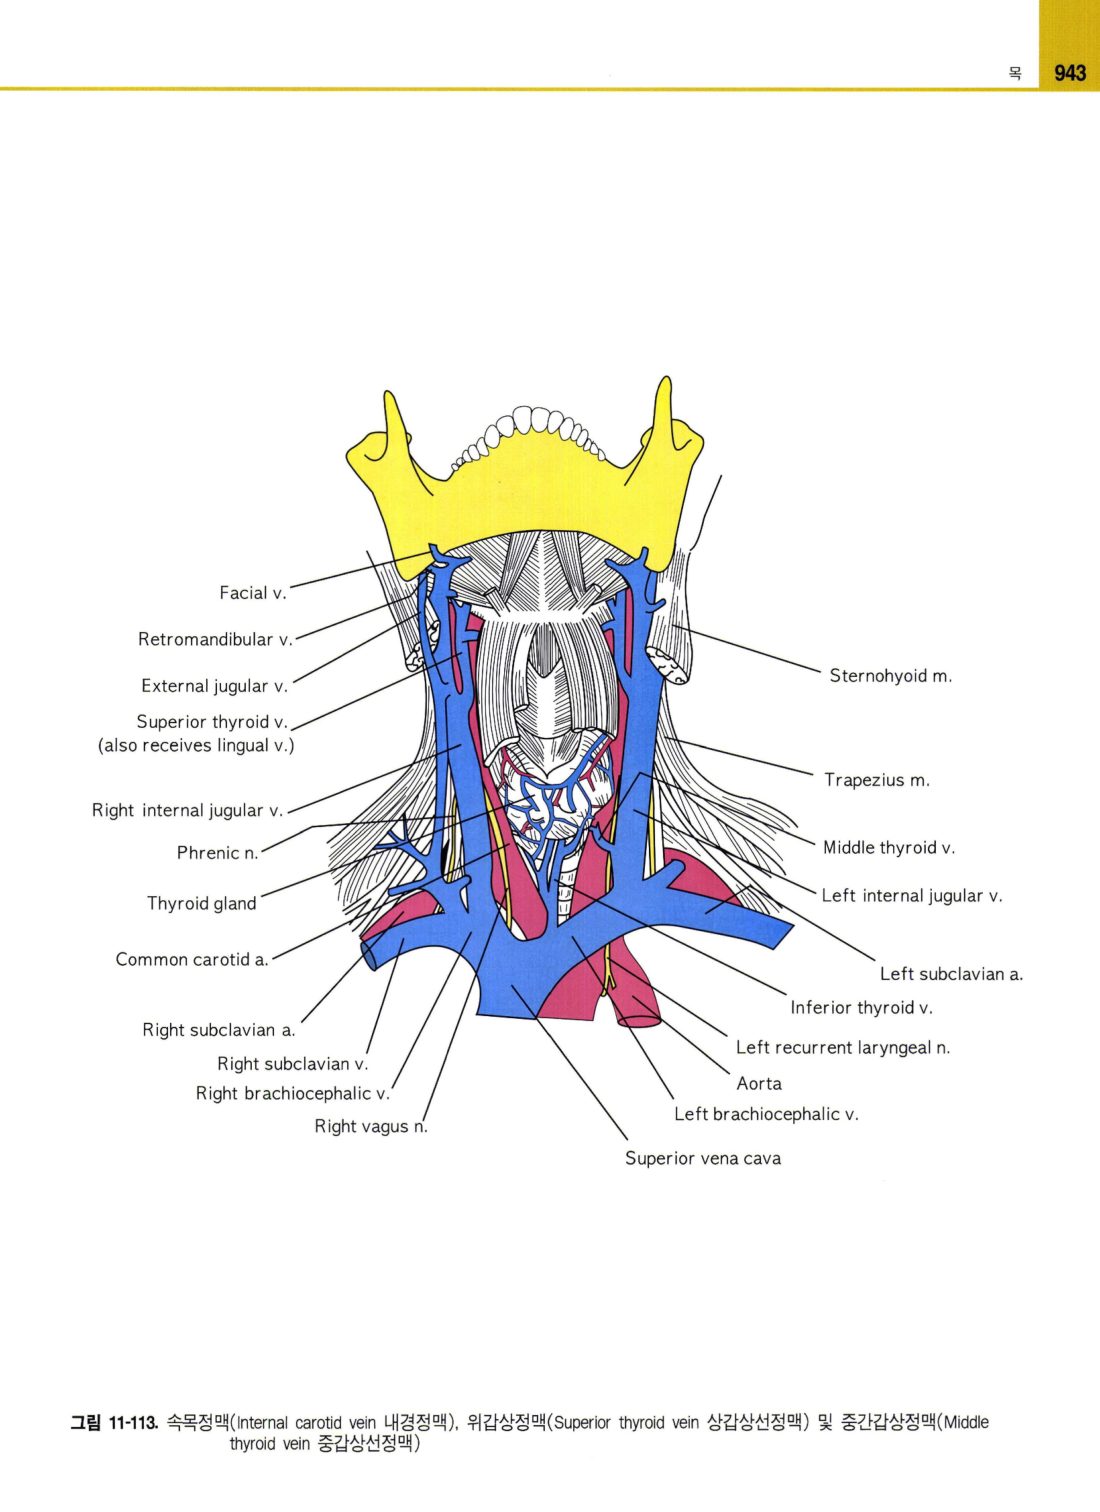 목 943
Facial v.
Retromandibular v.
External jugular v.
Superior thyroid v.
(also receives lingual v.)
Right internal jugular v.
Phrenic n.
Thyroid gland
Common carotid a.
Right subclavian a.
Right subclavian v.
Right brachiocephalic v.
Right vagus n.
Sternohyoid m.
Trapezius m.
Middle thyroid v.
Left internal jugular v.
Left subclavian a.
Inferior thyroid v.
Left recurrent laryngeal n.
Aorta
Left brachiocephalic v.
Superior vena cava
그림 11-113. 속목정맥(Internal carotid vein 내경정맥), 위갑상정맥(Superior thyroid vein 상갑상선정맥) 및 중간갑상정맥(Middle
thyroid vein 중갑상선정맥)